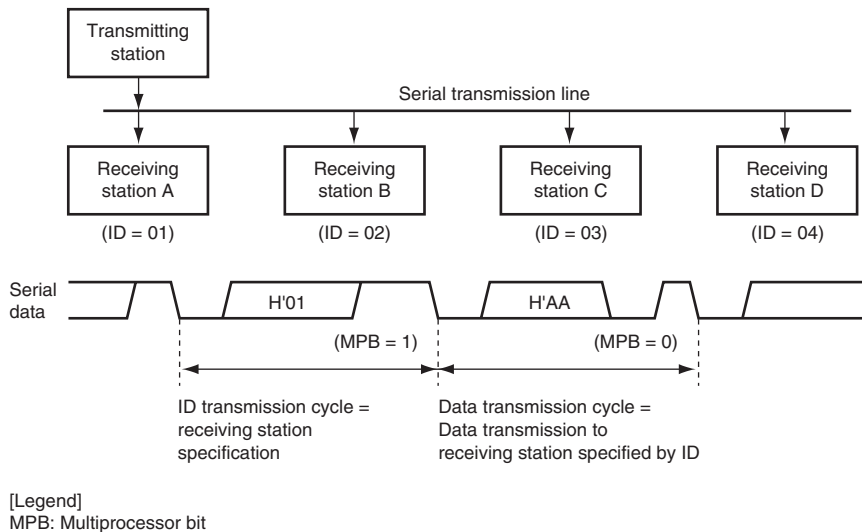 Transmitting
station
Serial transmission line
Receiving
station A
Receiving
station B
Receiving
station C
Receiving
station D
(ID = 01)
(ID = 02)
(ID = 03)
(ID = 04)
Serial
data
H'01
H'AA
(MPB = 1)
(MPB = 0)
ID transmission cycle =
receiving station
specification
Data transmission cycle =
Data transmission to
receiving station specified by ID
[Legend]
MPB: Multiprocessor bit